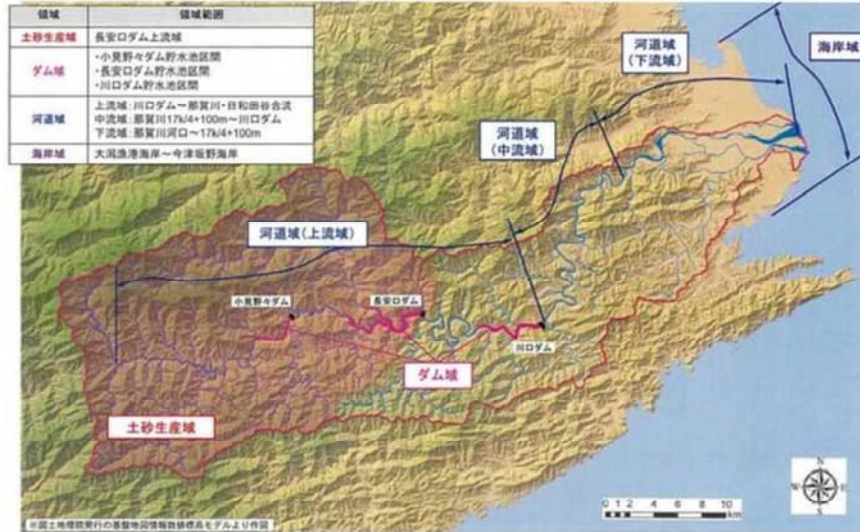 領域 領域範囲
土砂生産域 長安口ダム上流域
ダム域 ・小見野々ダム貯水池区間
・長安口ダム貯水池区間
・川口ダム貯水池区間
河道域 上流域:川口ダム〜那賀川・日和田谷合流
中流域:那賀川17k/4+100m〜川口ダム
下流域:那賀川河口〜17k/4+100m
海岸域 大潟漁港海岸〜今津坂野海岸
河道域
(下流域)
海岸域
河道域
(中流域)
河道域(上流域)
小見野々ダム
長安口ダム
川口ダム
ダム域
土砂生産域
N
W E
S
0 1 2 4 6 8 10
km
※国土地理院発行の基盤地図情報数値標高モデルより作図